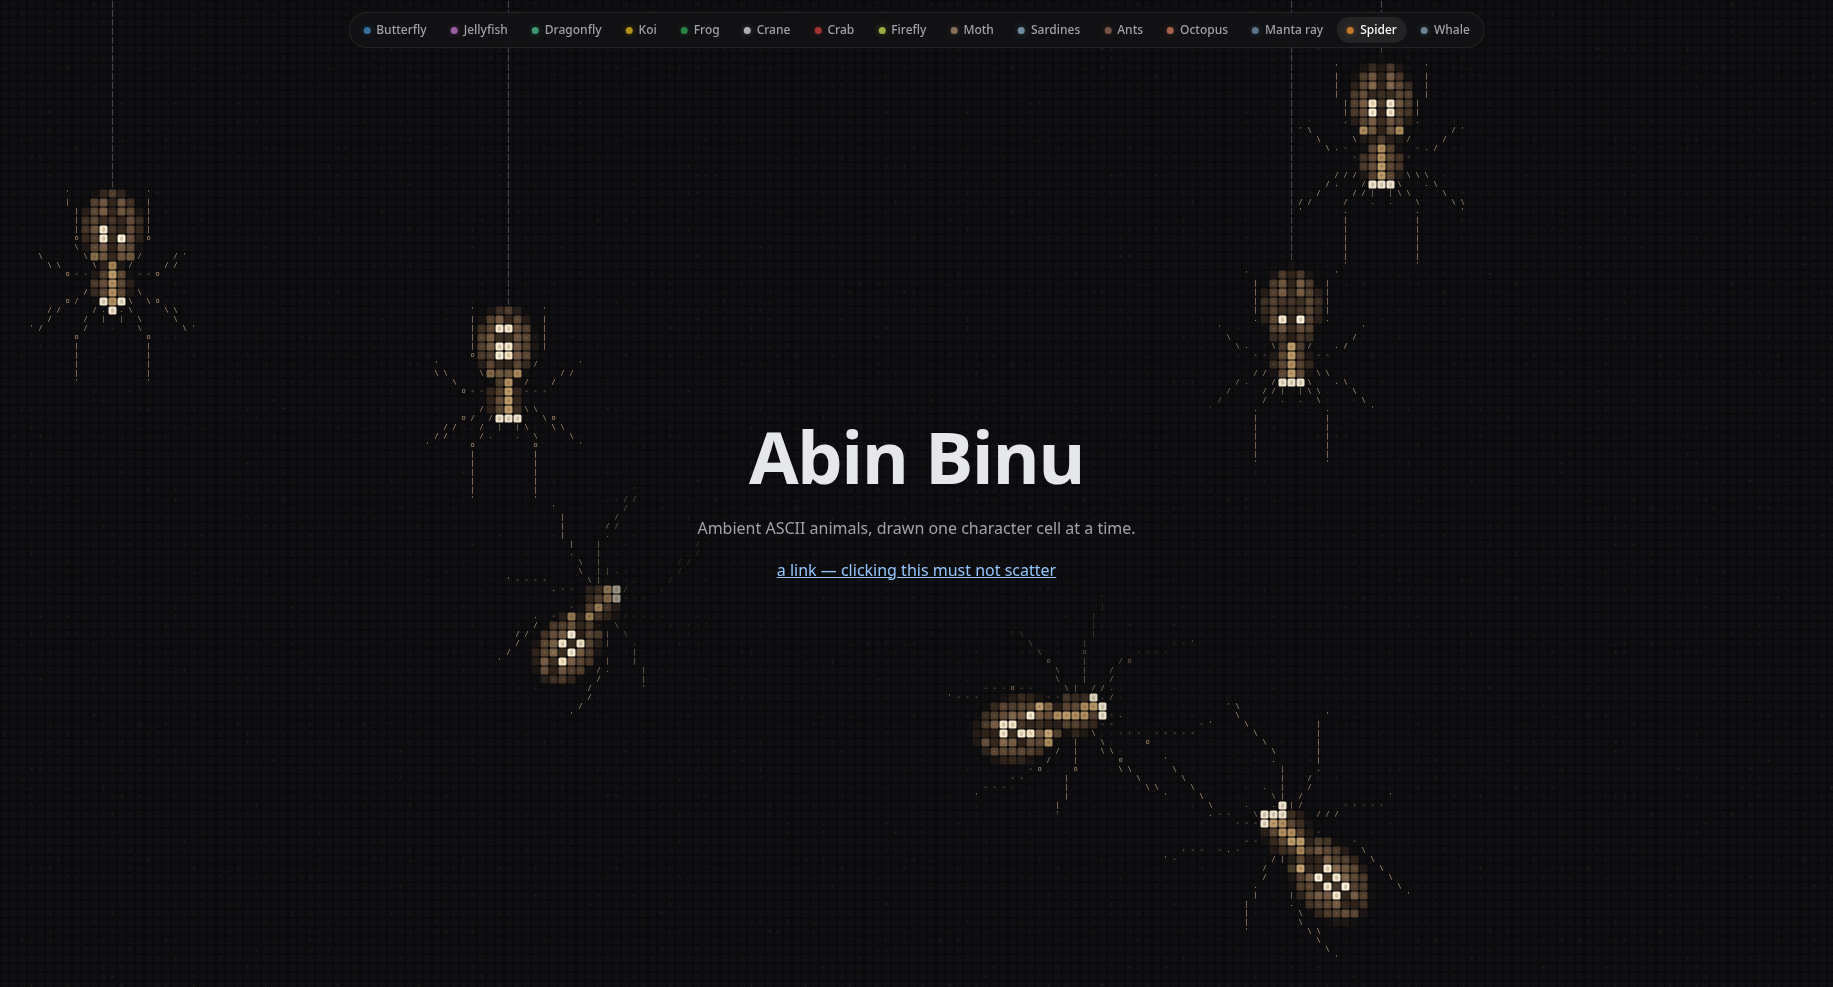 Butterfly
Jellyfish
Dragonfly
Koi
Frog
Crane
Crab
Firefly
Moth
Sardines
Ants
Octopus
Manta ray
Spider
Whale
Abin Binu
Ambient ASCII animals, drawn one character cell at a time.
a link — clicking this must not scatter